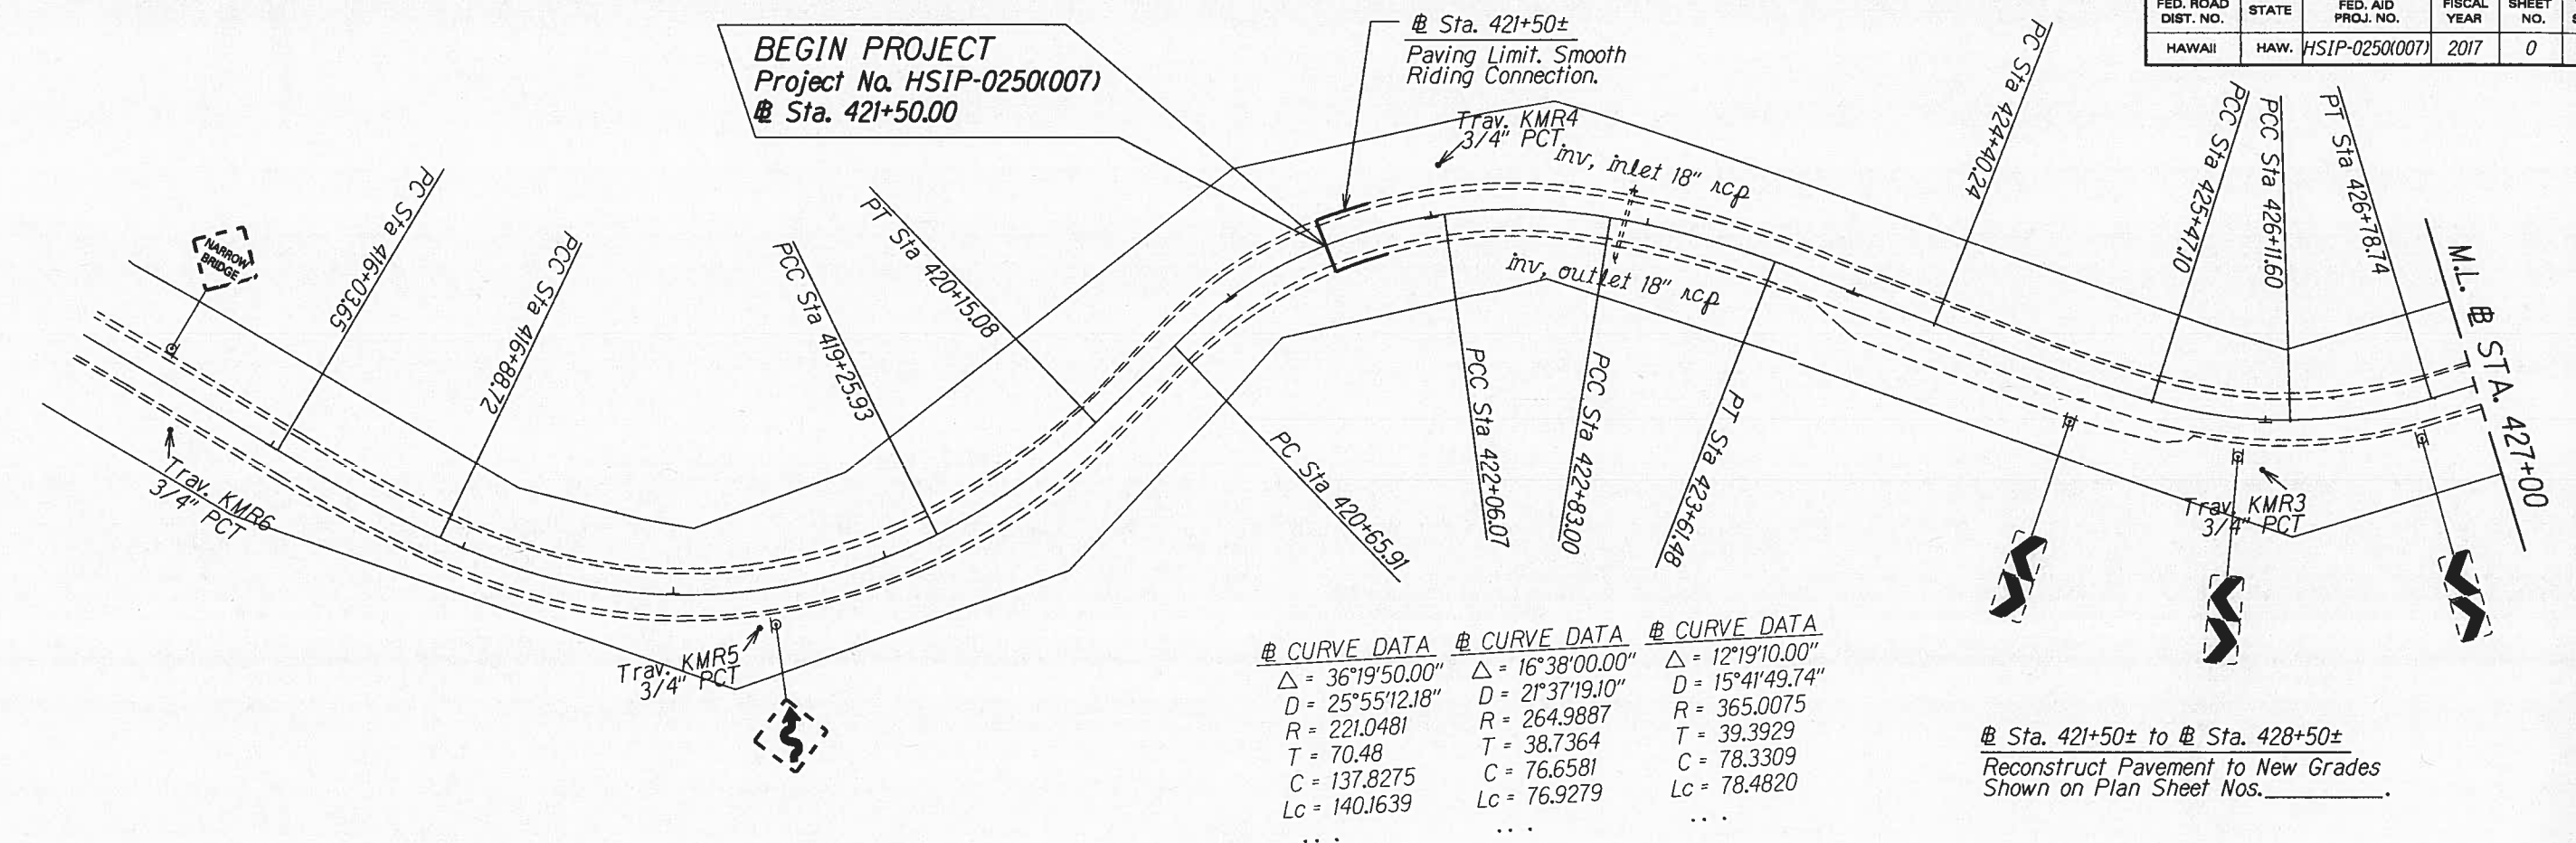 FED. ROAD DIST. NO. STATE FED. AID PROJ. NO. FISCAL YEAR SHEET NO.
HAWAII HAW. HSIP-0250(007) 2017 0
BEGIN PROJECT
Project No. HSIP-0250(007)
℄ Sta. 421+50.00
℄ Sta. 421+50±
Paving Limit. Smooth
Riding Connection.
Trav. KMR4
3/4" PCT.
inv, inlet 18" rcp
inv, outlet 18" rcp
NARROW
BRIDGE
PC Sta 416+03.65
PCC Sta 416+88.72
PCC Sta 419+25.93
PT Sta 420+15.08
PC Sta 420+65.91
PCC Sta 422+06.07
PCC Sta 422+83.00
PT Sta 423+61.48
PC Sta 424+40.24
PCC Sta 425+47.10
PCC Sta 426+11.60
PT Sta 426+78.74
M.L. ℄ STA. 427+00
Trav. KMR6
3/4" PCT
Trav. KMR5
3/4" PCT
Trav. KMR3
3/4" PCT
℄ CURVE DATA
△ = 36°19'50.00"
D = 25°55'12.18"
R = 221.0481
T = 70.48
C = 137.8275
Lc = 140.1639
. . .
℄ CURVE DATA
△ = 16°38'00.00"
D = 21°37'19.10"
R = 264.9887
T = 38.7364
C = 76.6581
Lc = 76.9279
. . .
℄ CURVE DATA
△ = 12°19'10.00"
D = 15°41'49.74"
R = 365.0075
T = 39.3929
C = 78.3309
Lc = 78.4820
. . .
℄ Sta. 421+50± to ℄ Sta. 428+50±
Reconstruct Pavement to New Grades
Shown on Plan Sheet Nos.__________.